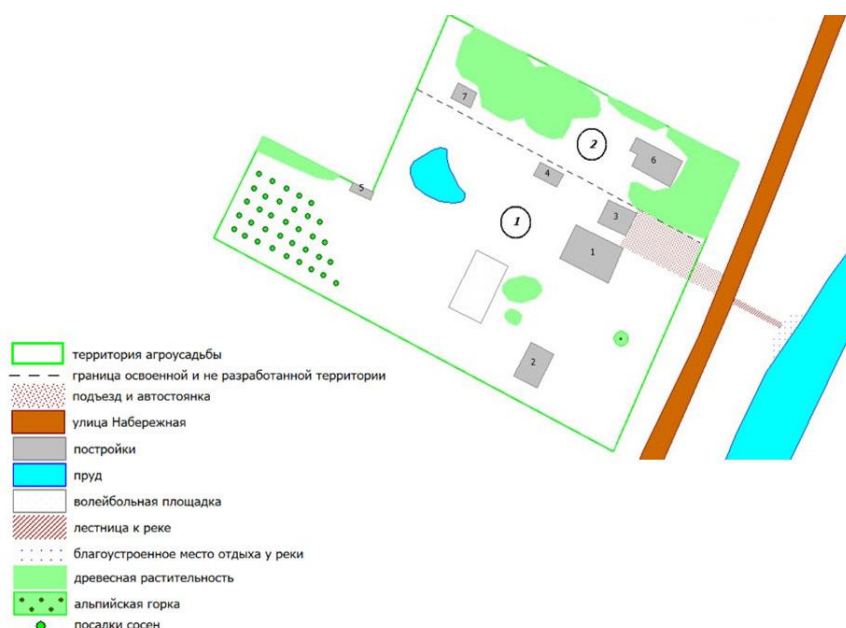 7
2
6
4
5
3
1
1
2
территория агроусадьбы
граница освоенной и не разработанной территории
подъезд и автостоянка
улица Набережная
постройки
пруд
волейбольная площадка
лестница к реке
благоустроенное место отдыха у реки
древесная растительность
альпийская горка
посадки сосен